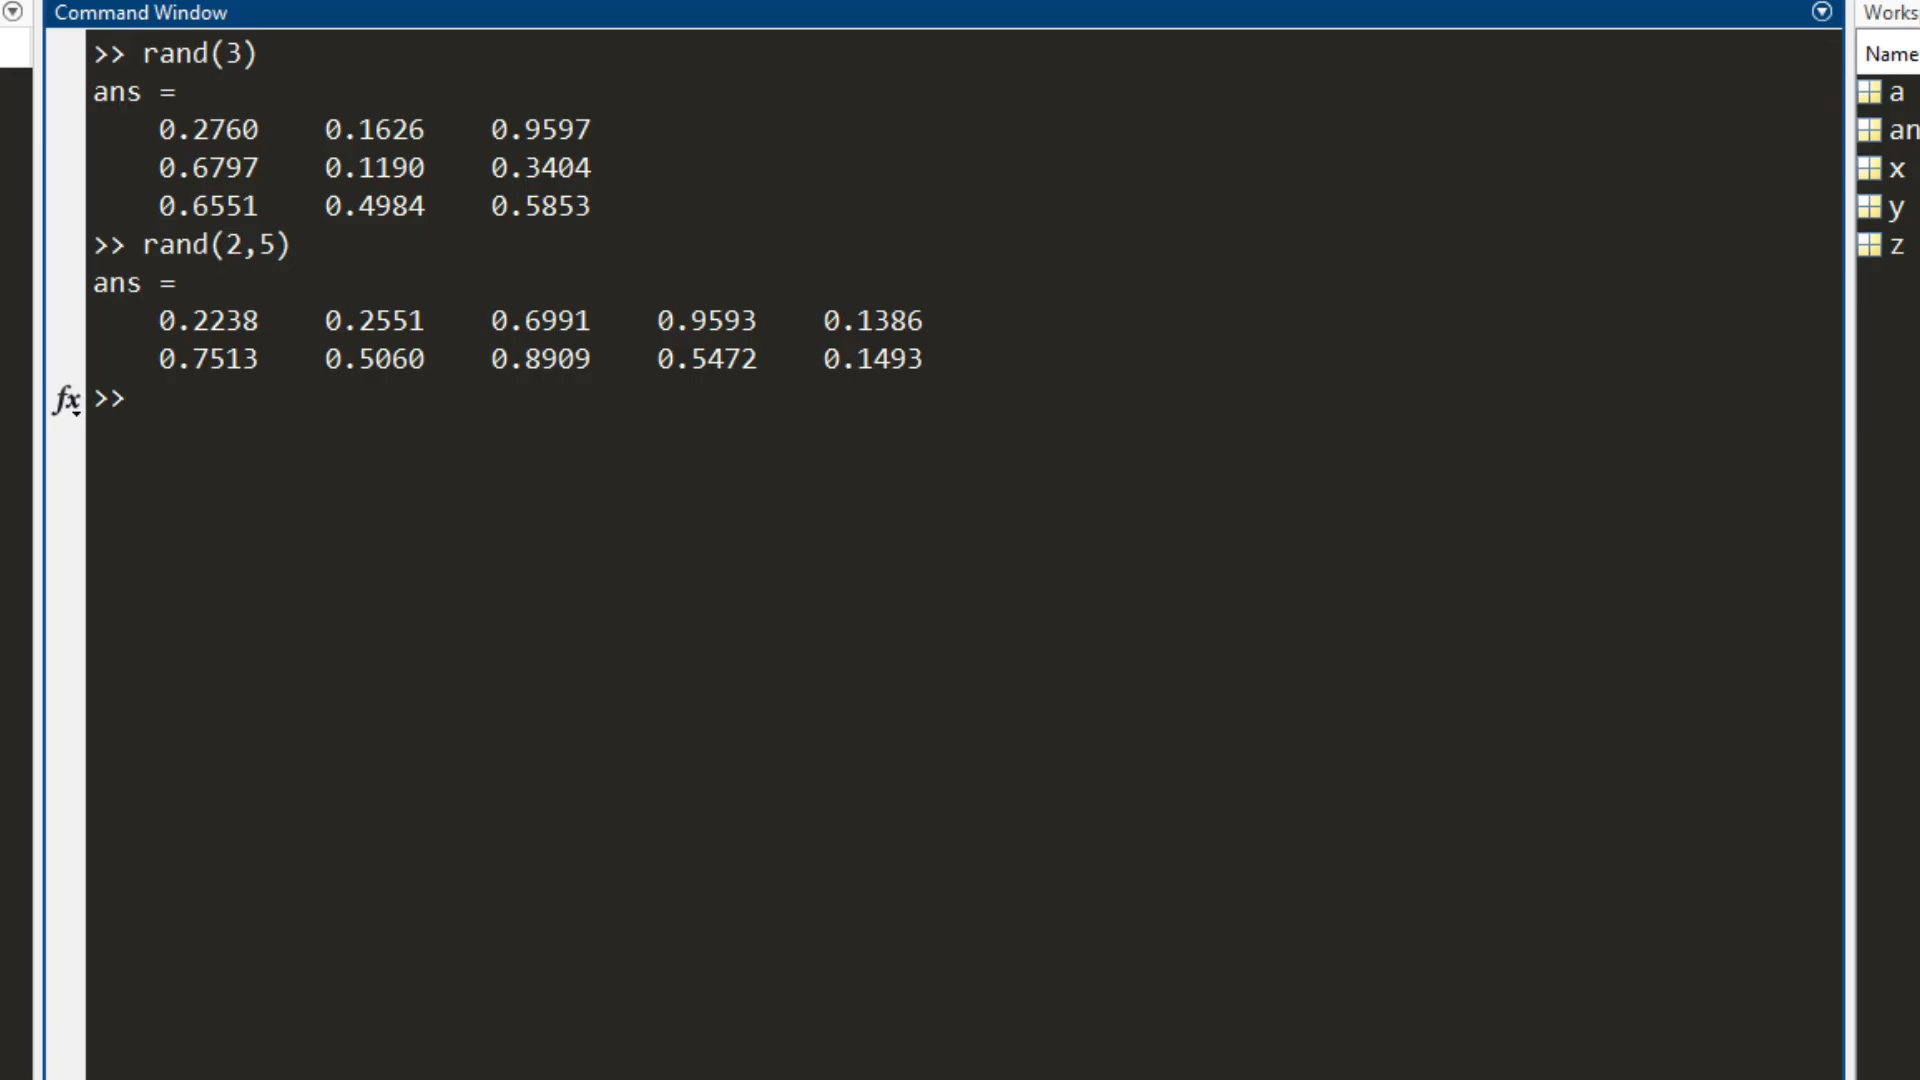 Command Window
>> rand(3)
ans =
0.2760 0.1626 0.9597
0.6797 0.1190 0.3404
0.6551 0.4984 0.5853
>> rand(2,5)
ans =
0.2238 0.2551 0.6991 0.9593 0.1386
0.7513 0.5060 0.8909 0.5472 0.1493
fx >>
Works
Name
a
an
x
y
z